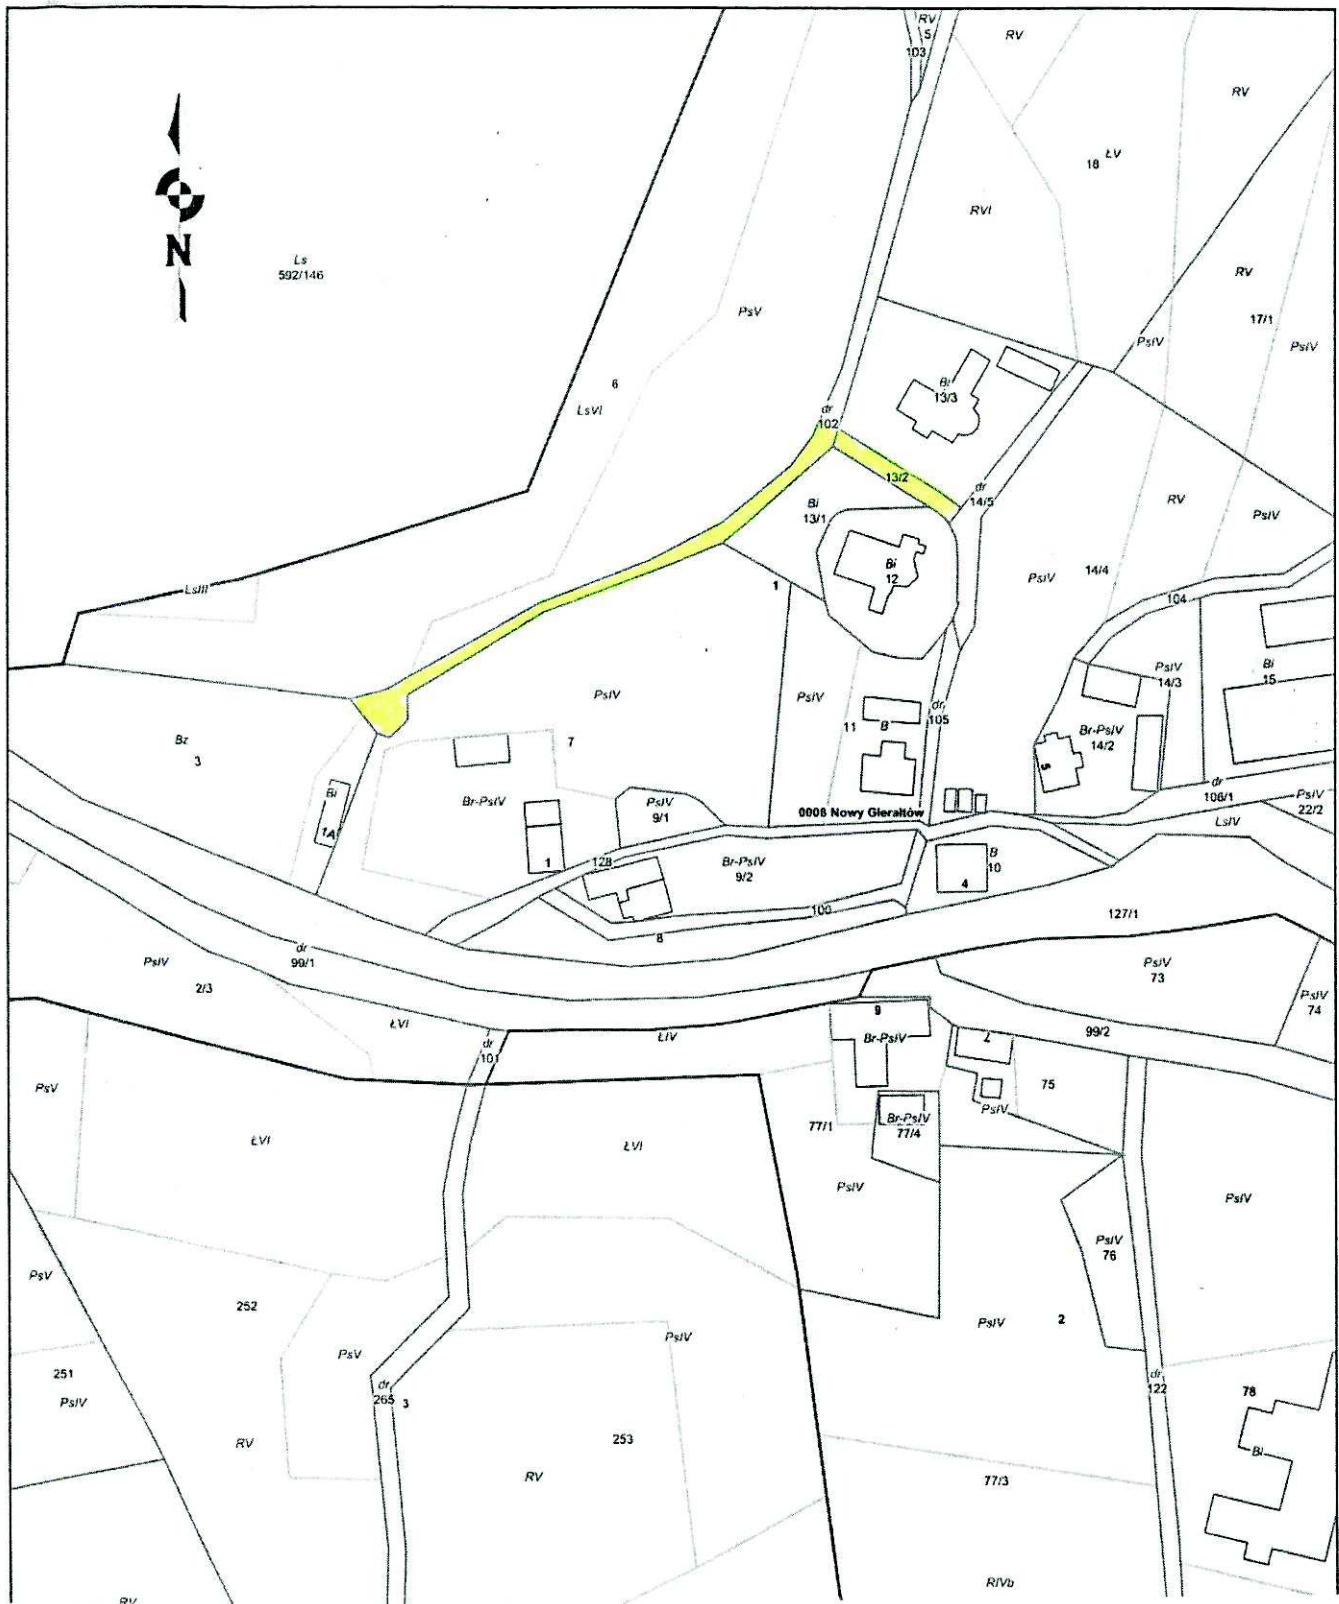 RV
5
103
RV
RV
18 ŁV
RVI
N
Ls
592/146
RV
17/1
PsV
PsIV
PsIV
6
LsVI
Bi
13/3
dr
102
13/2
dr
14/5
RV
PsIV
Bi
13/1
Bi
12
PsIV
14/4
1
LsIII
104
PsIV
14/3
Bi
15
PsIV
PsIV
dr
105
11
B
Br-PsIV
14/2
5
Bz
3
7
Bi
1A
Br-PsIV
PsIV
9/1
0008 Nowy Gierałtów
dr
106/1
PsIV
22/2
LsIV
128
1
Br-PsIV
9/2
B
10
4
100
8
127/1
dr
99/1
PsIV
2/3
PsIV
73
PsIV
74
ŁVI
ŁIV
dr
101
9
Br-PsIV
7
99/2
PsV
75
PsIV
Br-PsIV
77/4
77/1
ŁVI
ŁVI
PsIV
PsIV
PsIV
76
PsV
252
PsIV
2
PsV
PsIV
251
PsIV
dr
265
3
dr
122
78
RV
253
Bi
RV
77/3
RIVb
RV